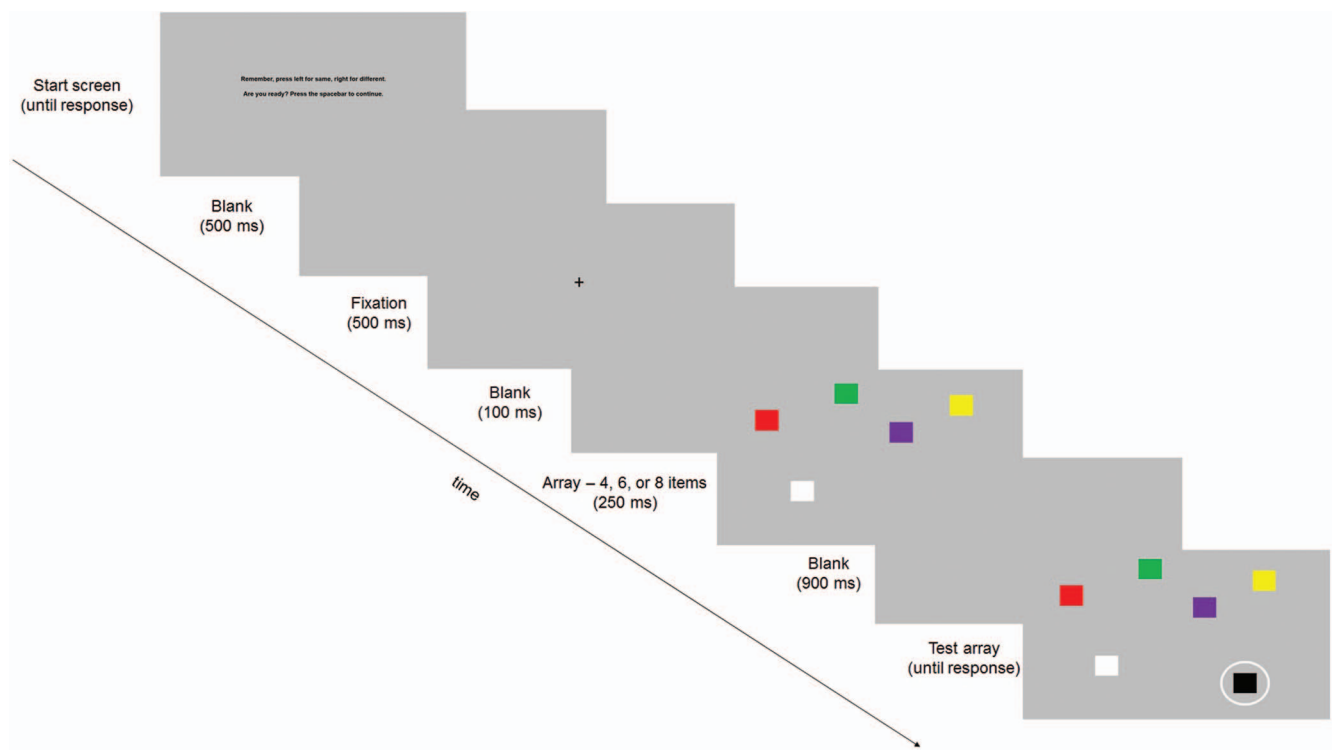 Remember, press left for same, right for different.
Are you ready? Press the spacebar to continue.
Start screen
(until response)
Blank
(500 ms)
Fixation
(500 ms)
+
Blank
(100 ms)
time
Array – 4, 6, or 8 items
(250 ms)
Blank
(900 ms)
Test array
(until response)